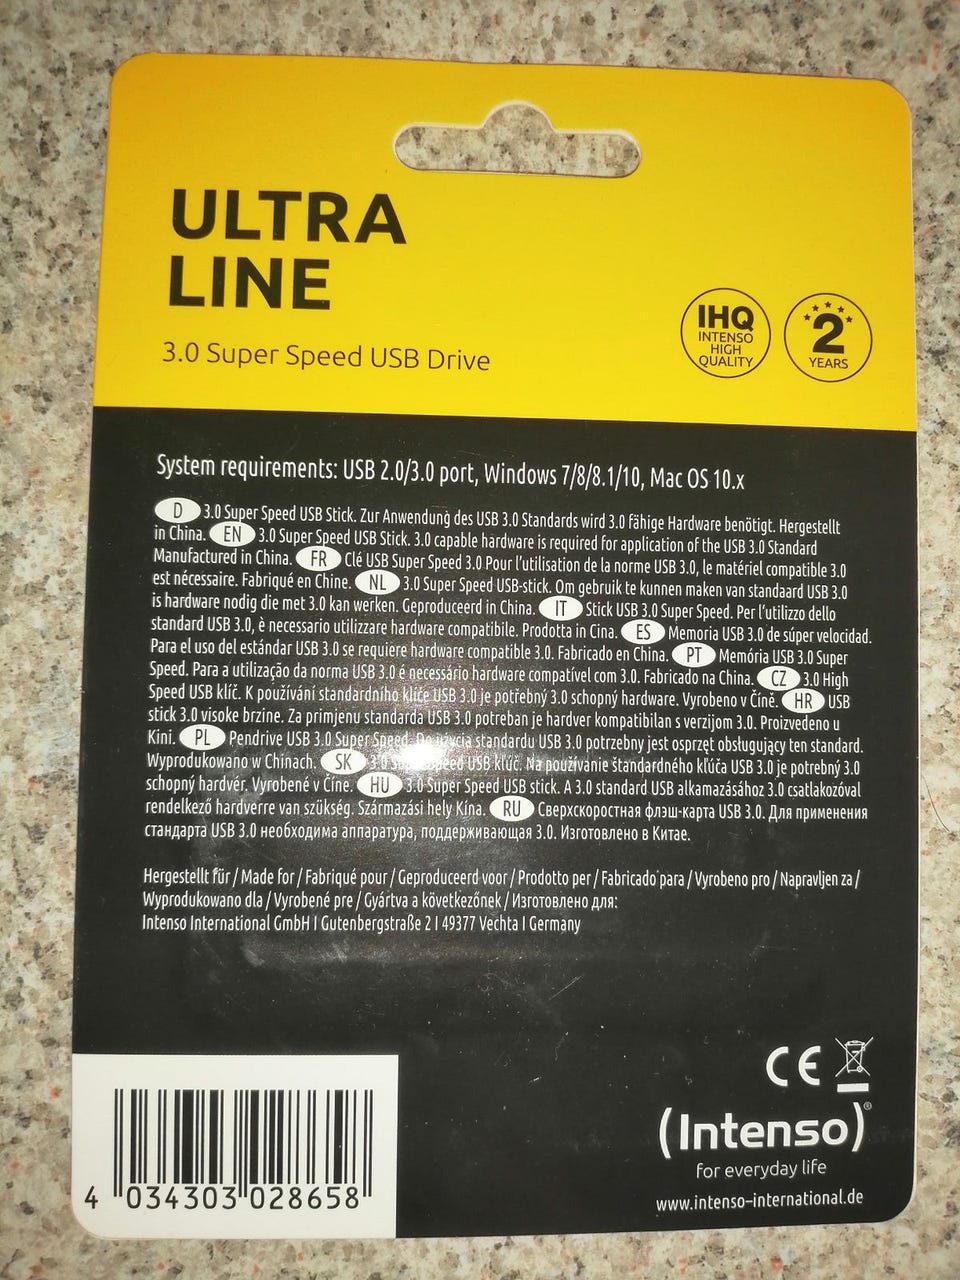 ULTRA
LINE
3.0 Super Speed USB Drive
IHQ
INTENSO
HIGH
QUALITY
2
YEARS
System requirements: USB 2.0/3.0 port, Windows 7/8/8.1/10, Mac OS 10.x
D 3.0 Super Speed USB Stick. Zur Anwendung des USB 3.0 Standards wird 3.0 fähige Hardware benötigt. Hergestellt
in China. EN 3.0 Super Speed USB Stick. 3.0 capable hardware is required for application of the USB 3.0 Standard
Manufactured in China. FR Clé USB Super Speed 3.0 Pour l'utilisation de la norme USB 3.0, le matériel compatible 3.0
est nécessaire. Fabriqué en Chine. NL 3.0 Super Speed USB-stick. Om gebruik te kunnen maken van standaard USB 3.0
is hardware nodig die met 3.0 kan werken. Geproduceerd in China. IT Stick USB 3.0 Super Speed. Per l'utilizzo dello
standard USB 3.0, è necessario utilizzare hardware compatibile. Prodotta in Cina. ES Memoria USB 3.0 de súper velocidad.
Para el uso del estándar USB 3.0 se requiere hardware compatible 3.0. Fabricado en China. PT Memória USB 3.0 Super
Speed. Para a utilização da norma USB 3.0 é necessário hardware compatível com 3.0. Fabricado na China. CZ 3.0 High
Speed USB klíč. K používání standardního klíče USB 3.0 je potřebný 3.0 schopný hardware. Vyrobeno v Číně. HR USB
stick 3.0 visoke brzine. Za primjenu standarda USB 3.0 potreban je hardver kompatibilan s verzijom 3.0. Proizvedeno u
Kini. PL Pendrive USB 3.0 Super Speed. Do użycia standardu USB 3.0 potrzebny jest osprzęt obsługujący ten standard.
Wyprodukowano w Chinach. SK 3.0 Super Speed USB kľúč. Na používanie štandardného kľúča USB 3.0 je potrebný 3.0
schopný hardvér. Vyrobené v Číne. HU 3.0 Super Speed USB stick. A 3.0 standard USB alkamazásához 3.0 csatlakozóval
rendelkező hardverre van szükség. Származási hely Kína. RU Сверхскоростная флэш-карта USB 3.0. Для применения
стандарта USB 3.0 необходима аппаратура, поддерживающая 3.0. Изготовлено в Китае.
Hergestellt für / Made for / Fabriqué pour / Geproduceerd voor / Prodotto per / Fabricado para / Vyrobeno pro / Napravljen za /
Wyprodukowano dla / Vyrobené pre / Gyártva a következőnek / Изготовлено для:
Intenso International GmbH I Gutenbergstraße 2 I 49377 Vechta I Germany
CE
(Intenso)®
for everyday life
www.intenso-international.de
4 034303 028658